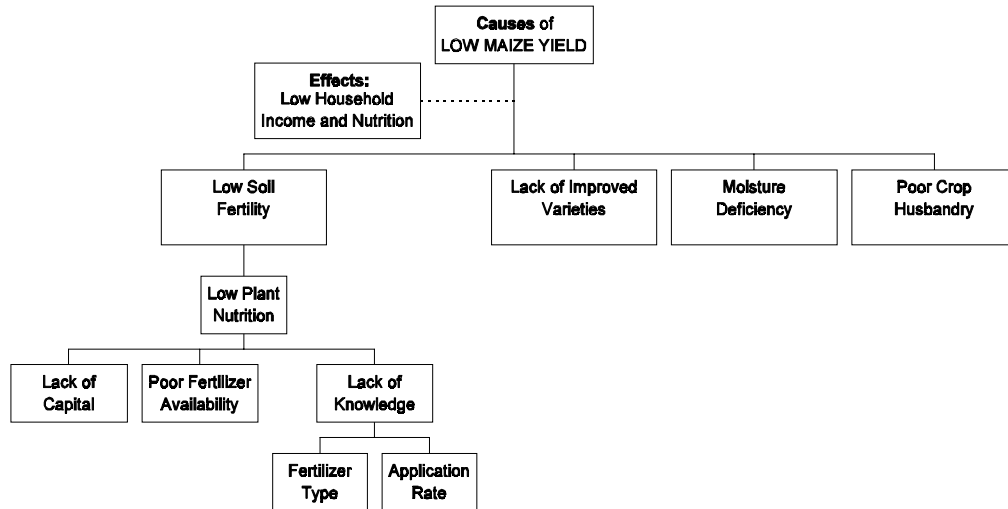 Causes of
LOW MAIZE YIELD
Effects:
Low Household
Income and Nutrition
Low Soil
Fertility
Lack of Improved
Varieties
Moisture
Deficiency
Poor Crop
Husbandry
Low Plant
Nutrition
Lack of
Capital
Poor Fertilizer
Availability
Lack of
Knowledge
Fertilizer
Type
Application
Rate